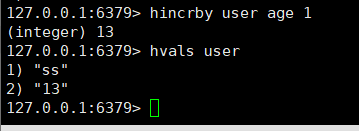 127.0.0.1:6379> hincrby user age 1
(integer) 13
127.0.0.1:6379> hvals user
1) "ss"
2) "13"
127.0.0.1:6379>